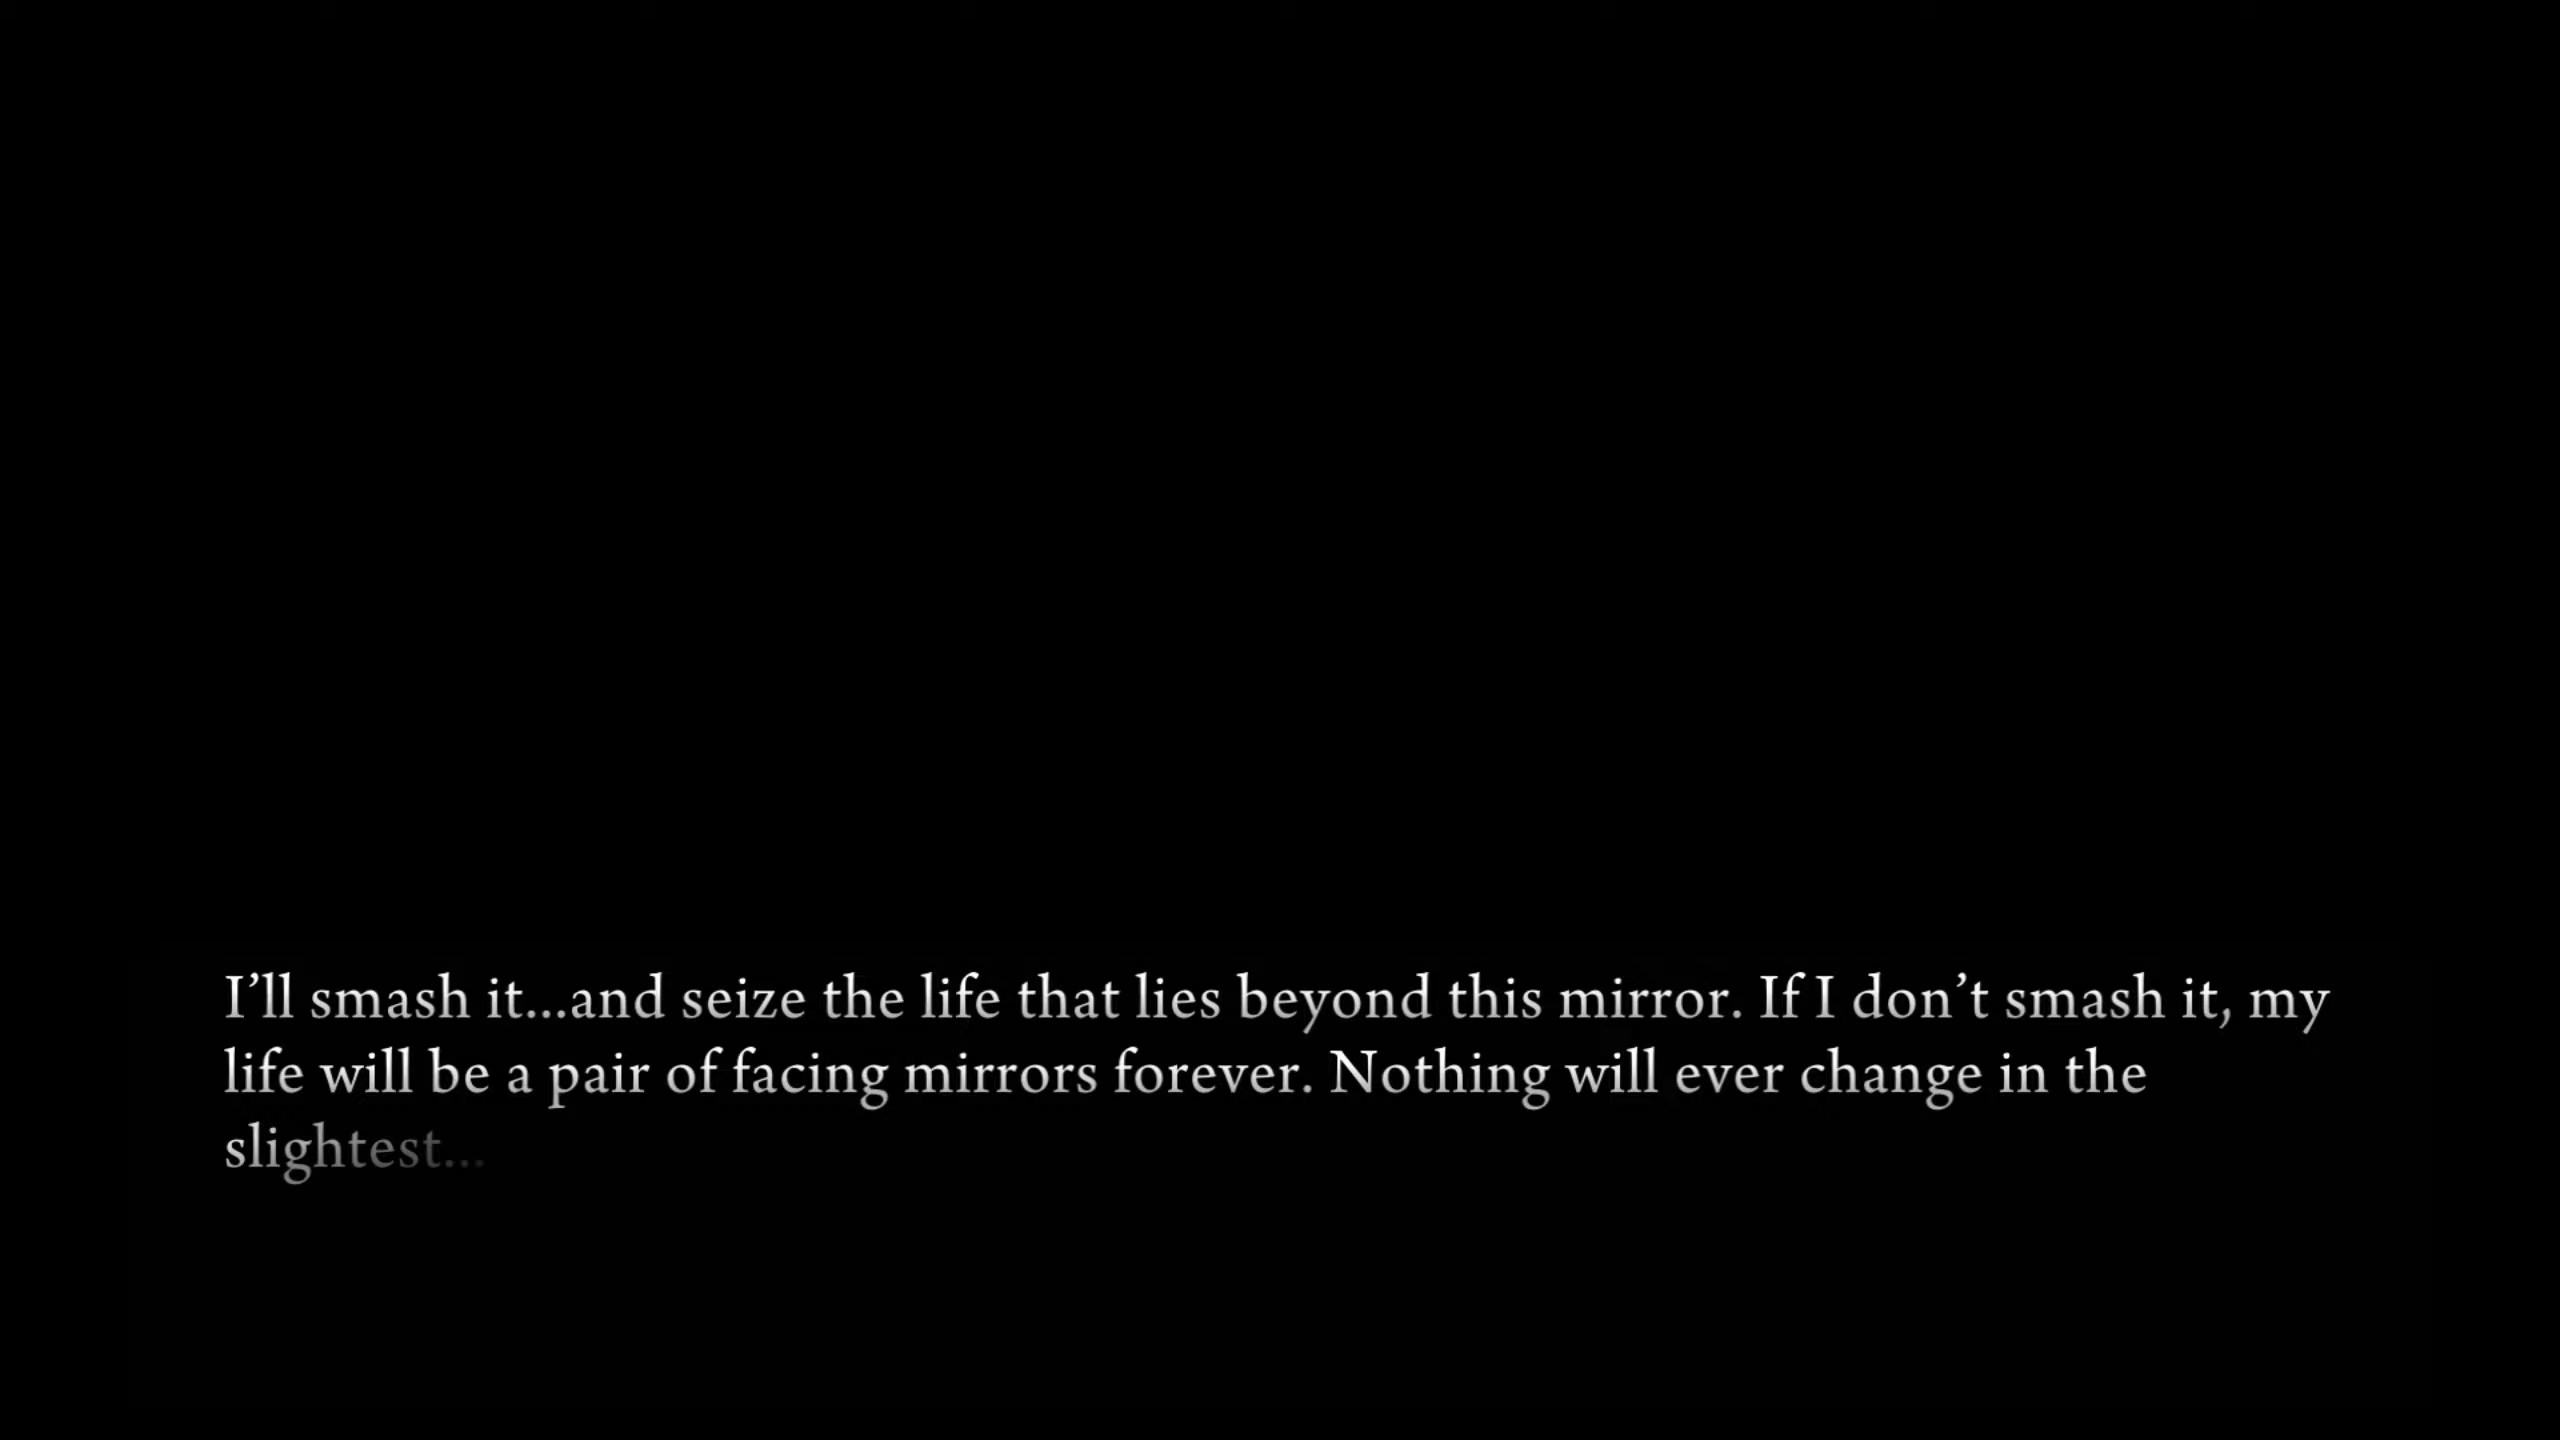 I’ll smash it...and seize the life that lies beyond this mirror. If I don’t smash it, my
life will be a pair of facing mirrors forever. Nothing will ever change in the
slightest...